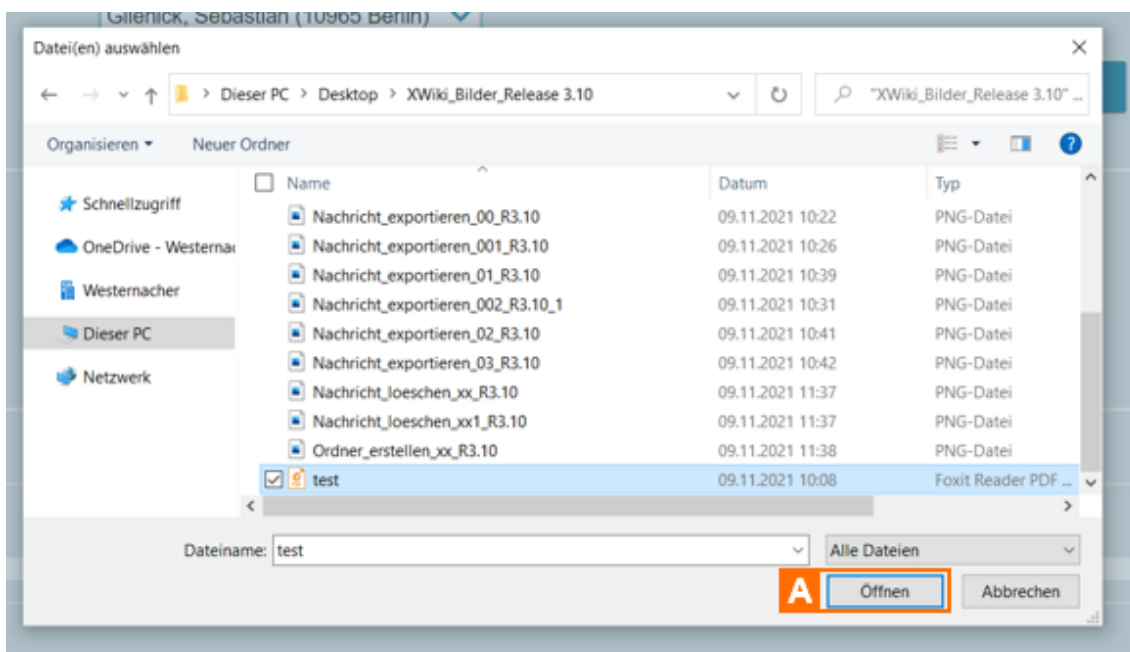 Gilenick, Sebastian (10965 Berlin)
Datei(en) auswählen
Dieser PC > Desktop > XWiki_Bilder_Release 3.10
"XWiki_Bilder_Release 3.10" ...
Organisieren Neuer Ordner
Name Datum Typ
Schnellzugriff
OneDrive - Westernac
Westernacher
Dieser PC
Netzwerk
Nachricht_exportieren_00_R3.10 09.11.2021 10:22 PNG-Datei
Nachricht_exportieren_001_R3.10 09.11.2021 10:26 PNG-Datei
Nachricht_exportieren_01_R3.10 09.11.2021 10:39 PNG-Datei
Nachricht_exportieren_002_R3.10_1 09.11.2021 10:31 PNG-Datei
Nachricht_exportieren_02_R3.10 09.11.2021 10:41 PNG-Datei
Nachricht_exportieren_03_R3.10 09.11.2021 10:42 PNG-Datei
Nachricht_loeschen_xx_R3.10 09.11.2021 11:37 PNG-Datei
Nachricht_loeschen_xx1_R3.10 09.11.2021 11:37 PNG-Datei
Ordner_erstellen_xx_R3.10 09.11.2021 11:38 PNG-Datei
test 09.11.2021 10:08 Foxit Reader PDF ...
Dateiname: test Alle Dateien
A Öffnen Abbrechen